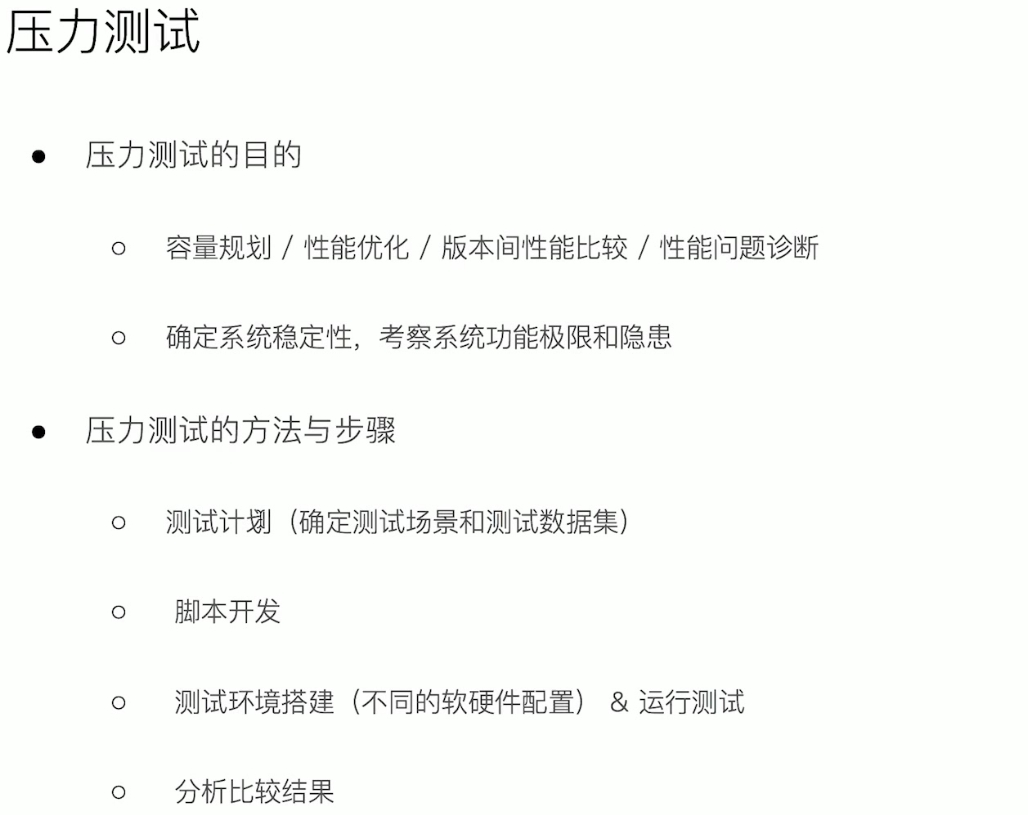 压力测试
● 压力测试的目的
○ 容量规划 / 性能优化 / 版本间性能比较 / 性能问题诊断
○ 确定系统稳定性，考察系统功能极限和隐患
● 压力测试的方法与步骤
○ 测试计划（确定测试场景和测试数据集）
○ 脚本开发
○ 测试环境搭建（不同的软硬件配置） & 运行测试
○ 分析比较结果